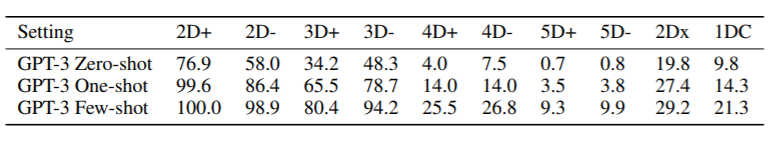 Setting 2D+ 2D- 3D+ 3D- 4D+ 4D- 5D+ 5D- 2Dx 1DC
GPT-3 Zero-shot 76.9 58.0 34.2 48.3 4.0 7.5 0.7 0.8 19.8 9.8
GPT-3 One-shot 99.6 86.4 65.5 78.7 14.0 14.0 3.5 3.8 27.4 14.3
GPT-3 Few-shot 100.0 98.9 80.4 94.2 25.5 26.8 9.3 9.9 29.2 21.3